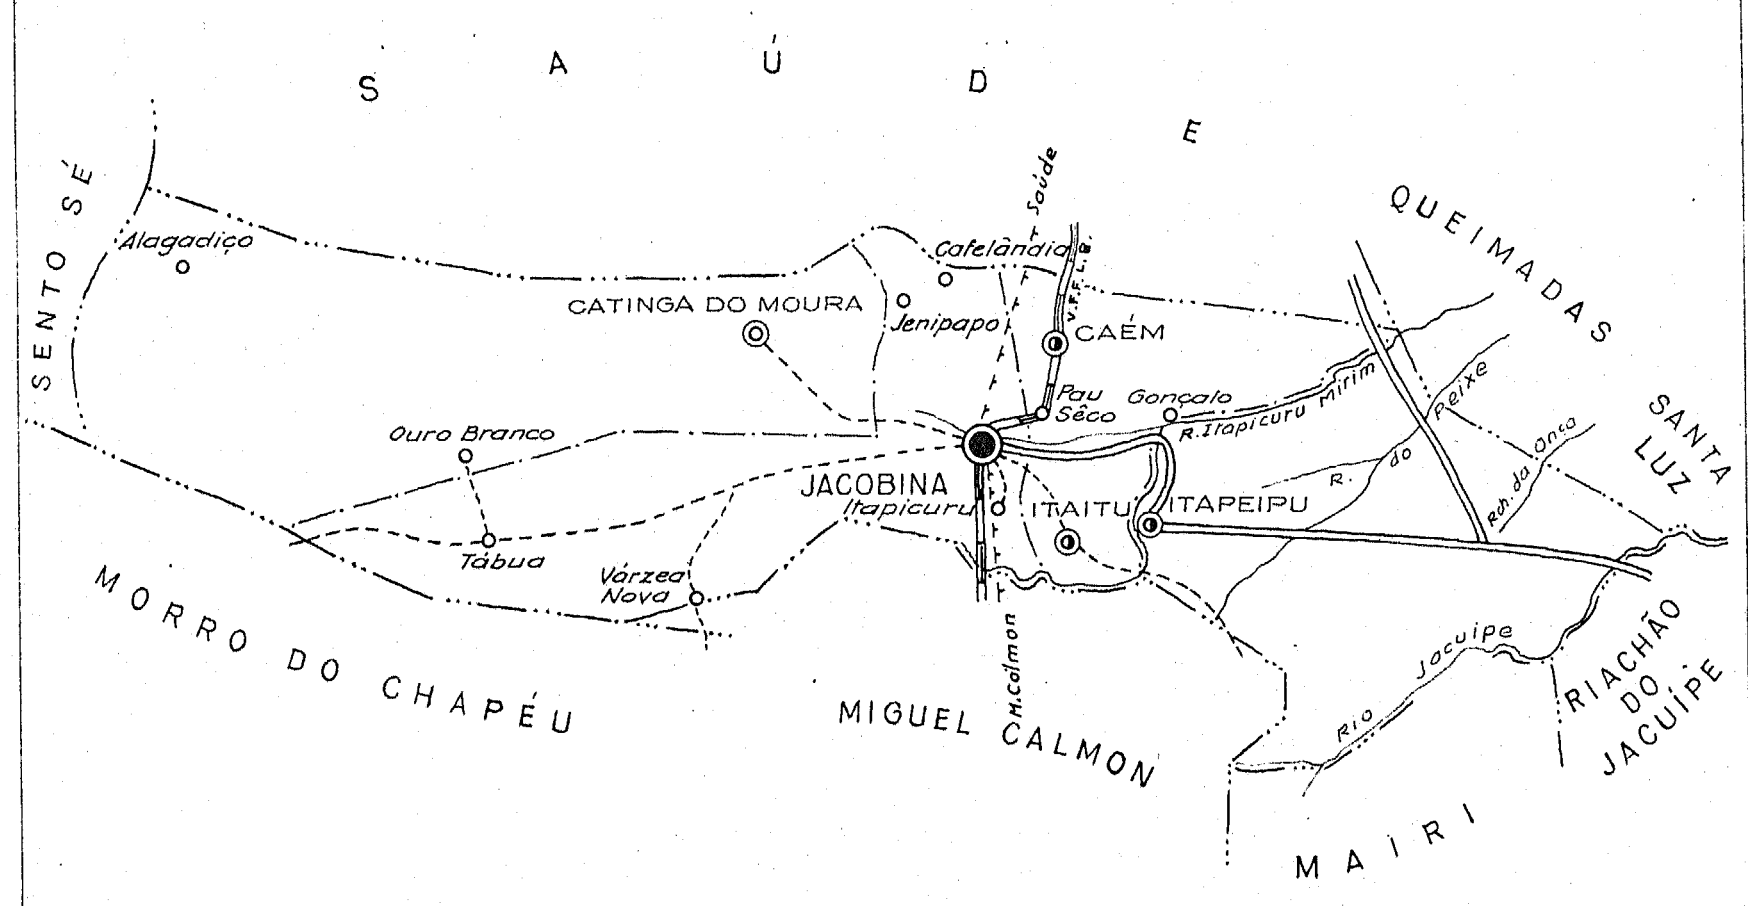 SAÚDE
SENTO SÉ
QUEIMADAS
Saúde
Alagadiço
Cafelândia
V.F.F.L.B.
CATINGA DO MOURA
Jenipapo
CAÉM
Pau
Sêco
Gonçalo
R. Itapicuru Mirim
R. do Peixe
Rch. da Onça
SANTA
LUZ
Ouro Branco
JACOBINA
Itapicuru
ITAITU
ITAPEIPU
Tábua
Várzea
Nova
MORRO DO CHAPÉU
M. Calmon
MIGUEL CALMON
Rio Jacuípe
RIACHÃO
DO
JACUÍPE
MAIRI